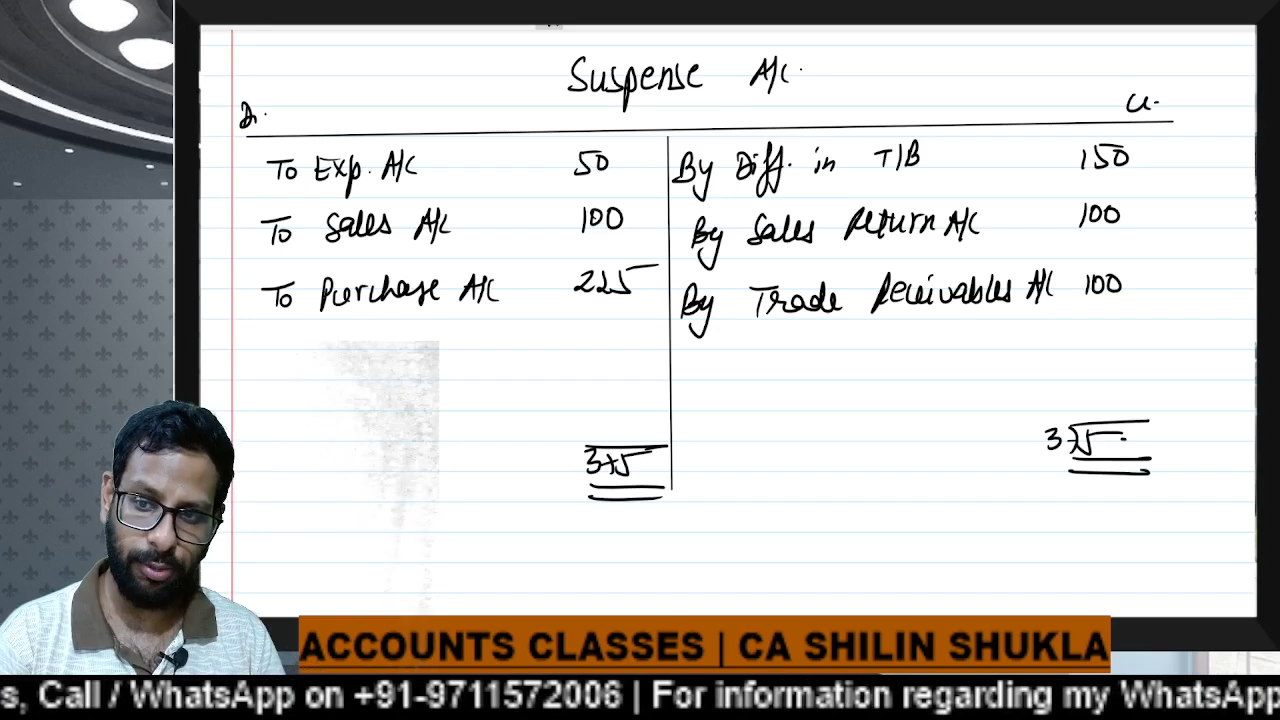 Suspense A/c.
Dr.
Cr.
To Exp. A/c 50
By Diff. in T/B 150
To Sales A/c 100
By Sales Return A/c 100
To Purchase A/c 225
By Trade Receivables A/c 100
375
375
ACCOUNTS CLASSES | CA SHILIN SHUKLA
s, Call / WhatsApp on +91-9711572006 | For information regarding my WhatsApp